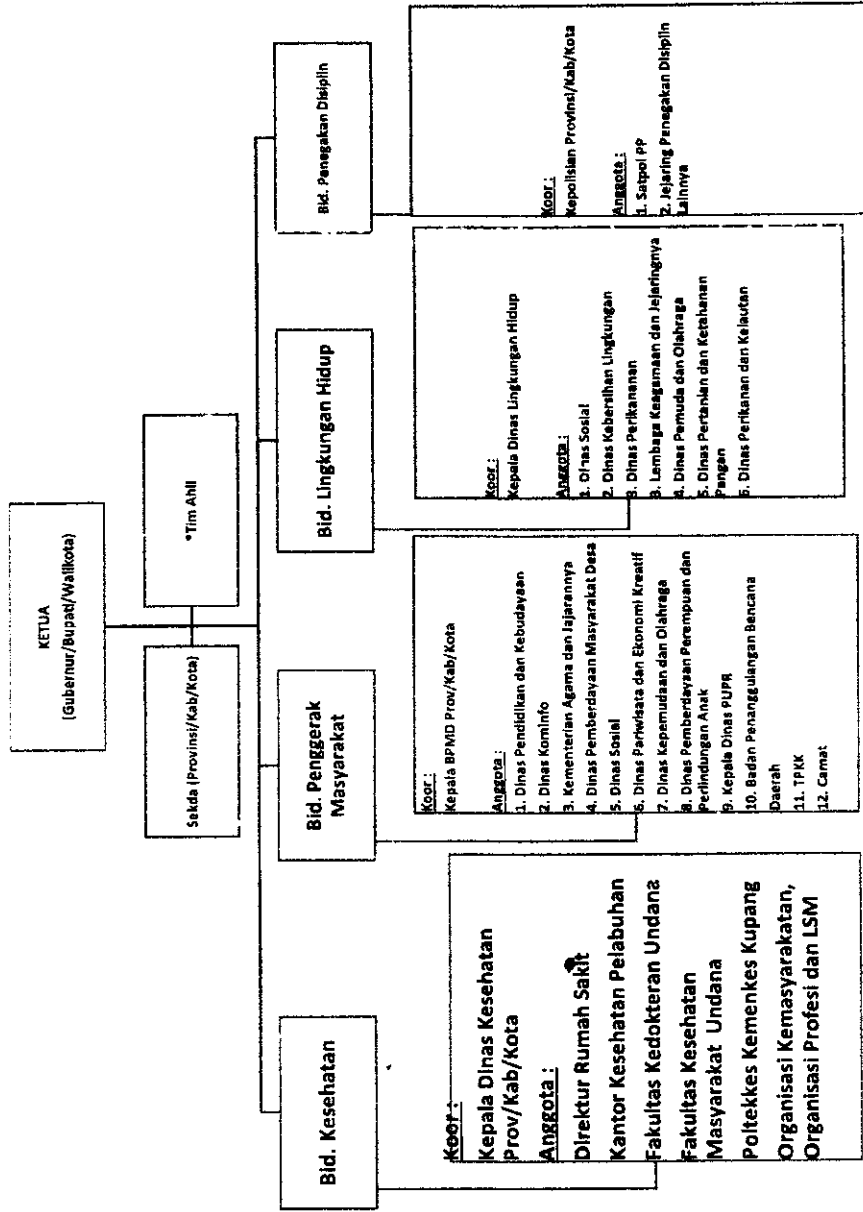 KETUA
(Gubernur/Bupati/Walikota)
Sekda (Provinsi/Kab/Kota)
*Tim Ahli
Bid. Kesehatan
Bid. Penggerak
Masyarakat
Bid. Lingkungan Hidup
Bid. Penegakan Disiplin
Koor :
Kepala Dinas Kesehatan
Prov/Kab/Kota
Anggota :
Direktur Rumah Sakit
Kantor Kesehatan Pelabuhan
Fakultas Kedokteran Undana
Fakultas Kesehatan
Masyarakat Undana
Poltekkes Kemenkes Kupang
Organisasi Kemasyarakatan,
Organisasi Profesi dan LSM
Koor :
Kepala BPMD Prov/Kab/Kota
Anggota :
1. Dinas Pendidikan dan Kebudayaan
2. Dinas Kominfo
3. Kementerian Agama dan Jajarannya
4. Dinas Pemberdayaan Masyarakat Desa
5. Dinas Sosial
6. Dinas Pariwisata dan Ekonomi Kreatif
7. Dinas Kepemudaan dan Olahraga
8. Dinas Pemberdayaan Perempuan dan
Perlindungan Anak
9. Kepala Dinas PUPR
10. Badan Penanggulangan Bencana
Daerah
11. TPKK
12. Camat
Koor :
Kepala Dinas Lingkungan Hidup
Anggota :
1. Dinas Sosial
2. Dinas Kebersihan Lingkungan
3. Dinas Perikananan
3. Lembaga Keagamaan dan Jejaringnya
4. Dinas Pemuda dan Olahraga
5. Dinas Pertanian dan Ketahanan
Pangan
6. Dinas Perikanan dan Kelautan
Koor :
Kepolisian Provinsi/Kab/Kota
Anggota :
1. Satpol PP
2. Jejaring Penegakan Disiplin
Lainnya